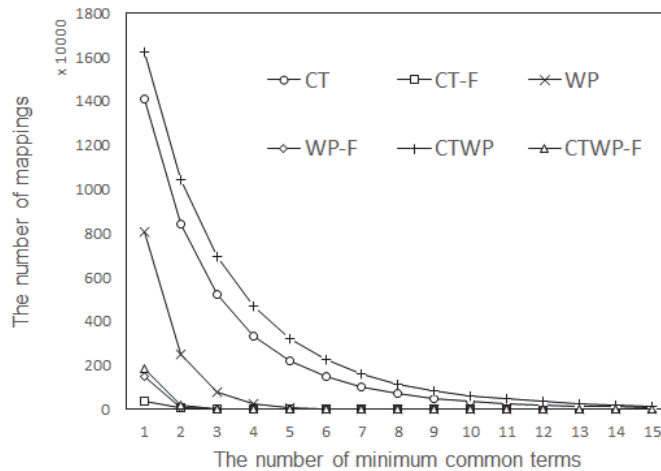 The number of mappings
x 10000
1800
1600
1400
1200
1000
800
600
400
200
0
CT CT-F WP
WP-F CTWP CTWP-F
1 2 3 4 5 6 7 8 9 10 11 12 13 14 15
The number of minimum common terms